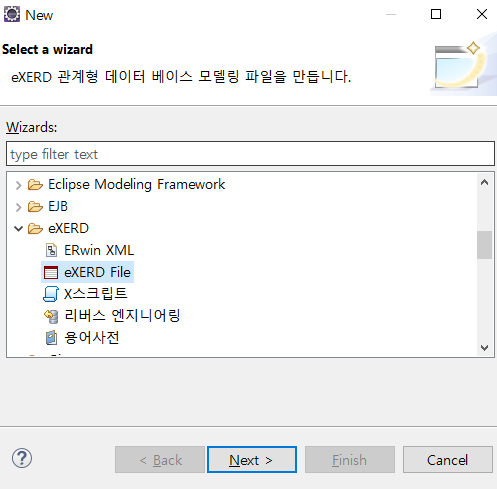 New
Select a wizard
eXERD 관계형 데이터 베이스 모델링 파일을 만듭니다.
Wizards:
type filter text
Eclipse Modeling Framework
EJB
eXERD
ERwin XML
eXERD File
X스크립트
리버스 엔지니어링
용어사전
< Back Next > Finish Cancel